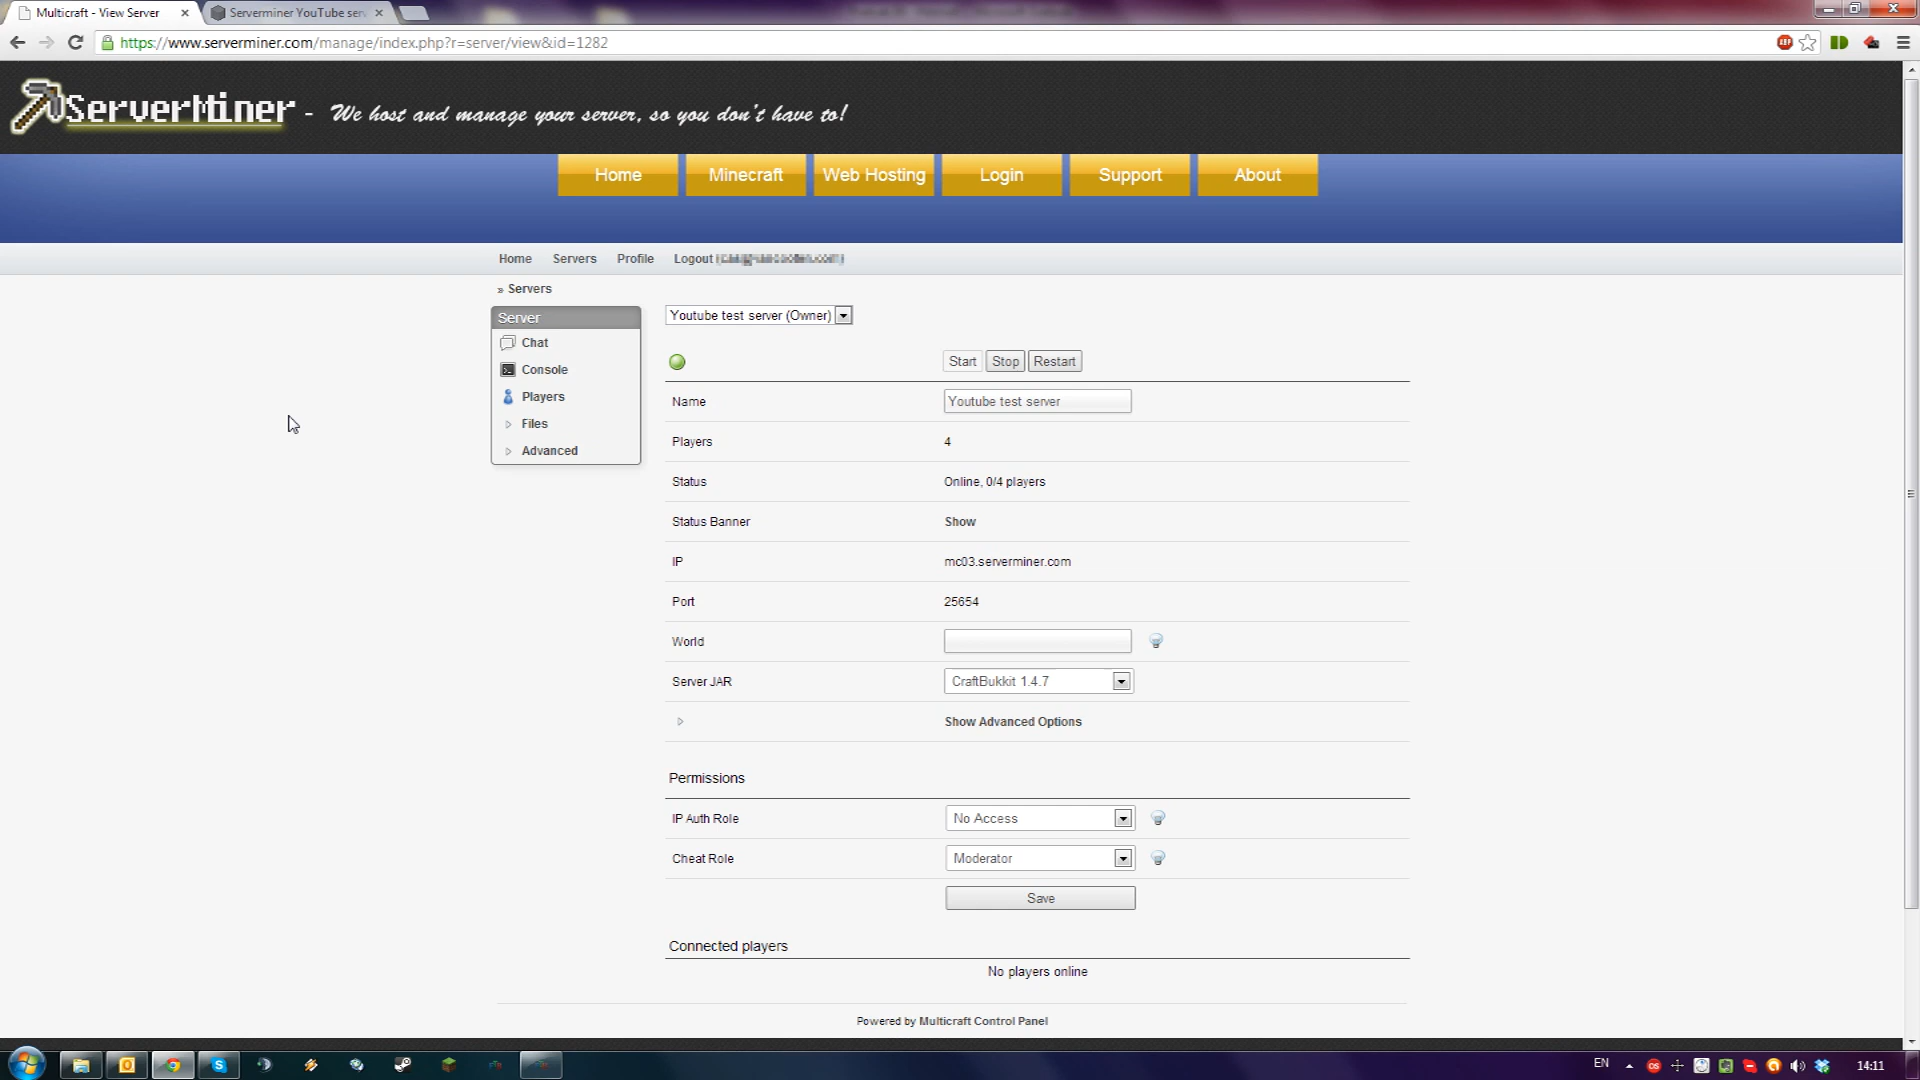 Multicraft - View Server
Serverminer YouTube ser
https://www.serverminer.com/manage/index.php?r=server/view&id=1282
ServerMiner - We host and manage your server, so you don't have to!
Home Minecraft Web Hosting Login Support About
Home Servers Profile Logout
» Servers
Server
Chat
Console
Players
Files
Advanced
Youtube test server (Owner)
Start Stop Restart
Name Youtube test server
Players 4
Status Online, 0/4 players
Status Banner Show
IP mc03.serverminer.com
Port 25654
World
Server JAR CraftBukkit 1.4.7
Show Advanced Options
Permissions
IP Auth Role No Access
Cheat Role Moderator
Save
Connected players
No players online
Powered by Multicraft Control Panel
EN 14:11